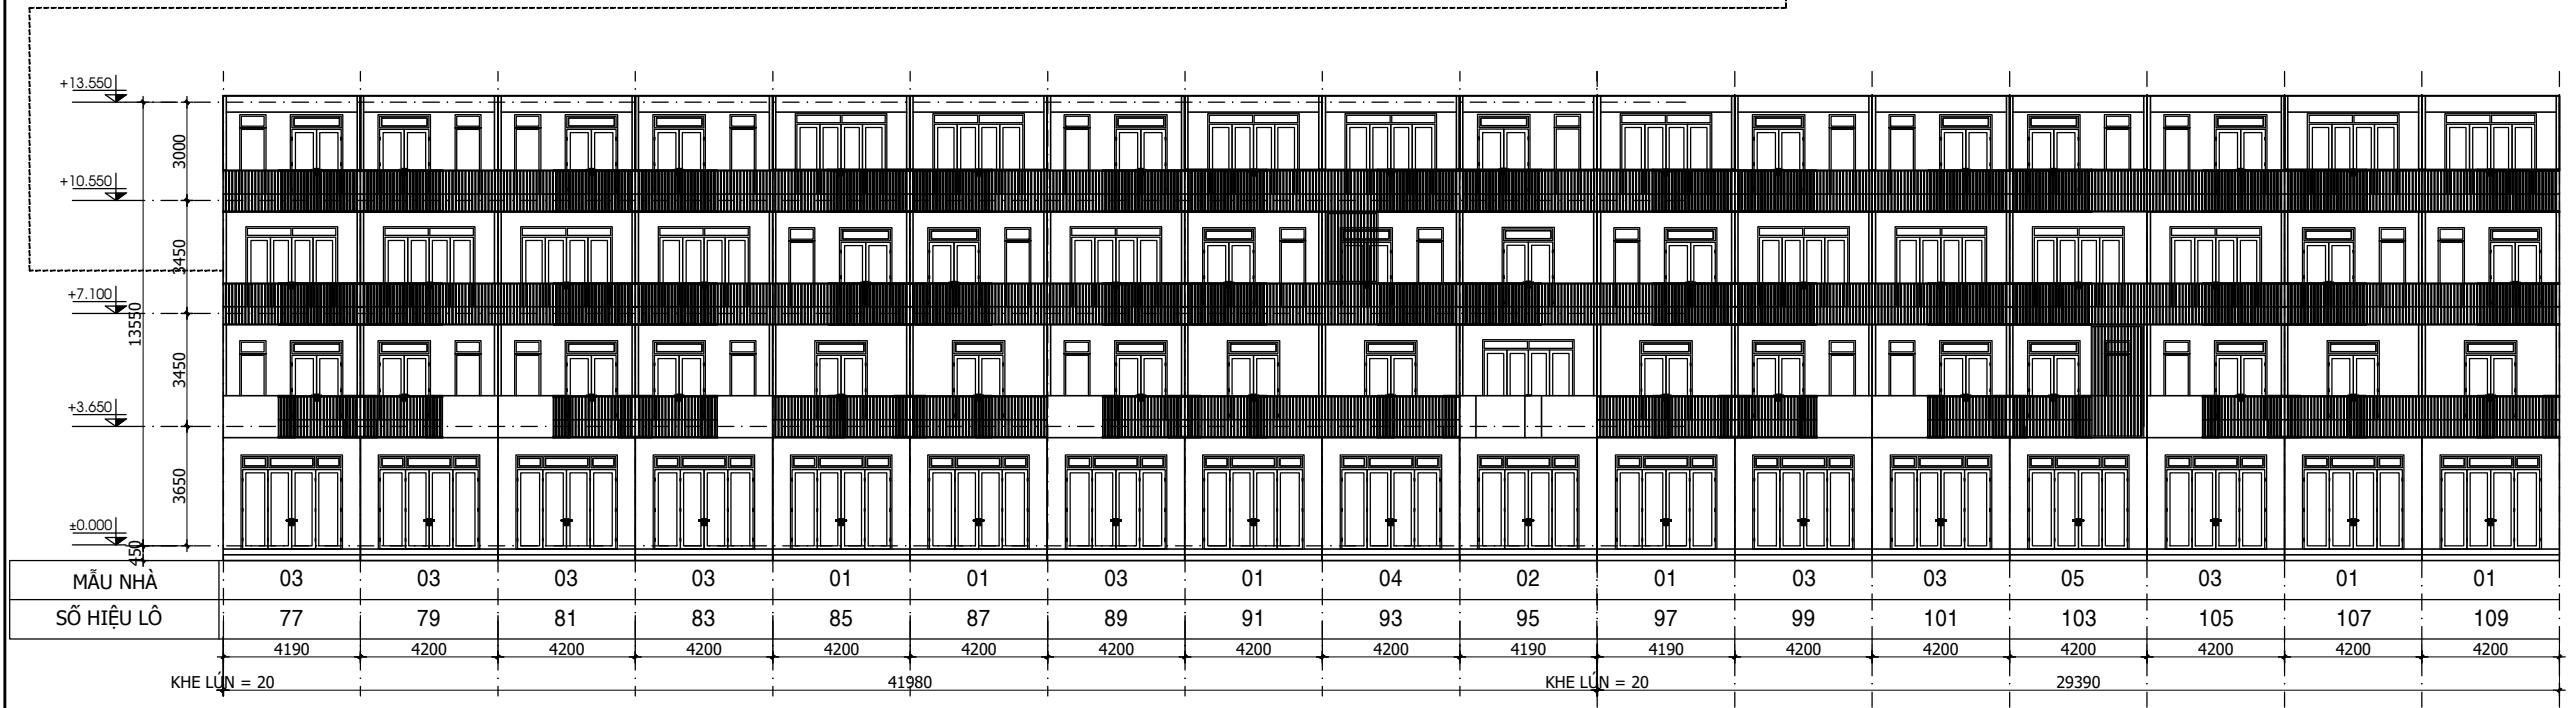 +13.550
3000
+10.550
3450
+7.100
13550
3450
+3.650
3650
±0.000
450
MẪU NHÀ 03 03 03 03 01 01 03 01 04 02 01 03 03 05 03 01 01
SỐ HIỆU LÔ 77 79 81 83 85 87 89 91 93 95 97 99 101 103 105 107 109
4190 4200 4200 4200 4200 4200 4200 4200 4200 4190 4190 4200 4200 4200 4200 4200 4200
KHE LÚN = 20 41980 KHE LÚN = 20 29390